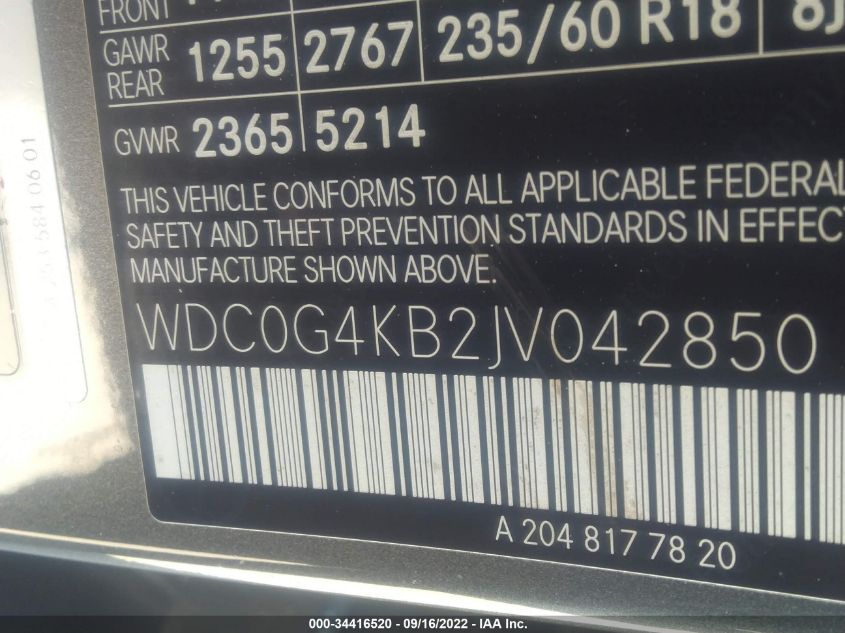 FRONT
GAWR REAR 1255 2767 235/60 R18 8J
GVWR 2365 5214
THIS VEHICLE CONFORMS TO ALL APPLICABLE FEDERAL
SAFETY AND THEFT PREVENTION STANDARDS IN EFFECT
MANUFACTURE SHOWN ABOVE.
WDC0G4KB2JV042850
A 204 817 78 20
000-34416520 - 09/16/2022 - IAA Inc.